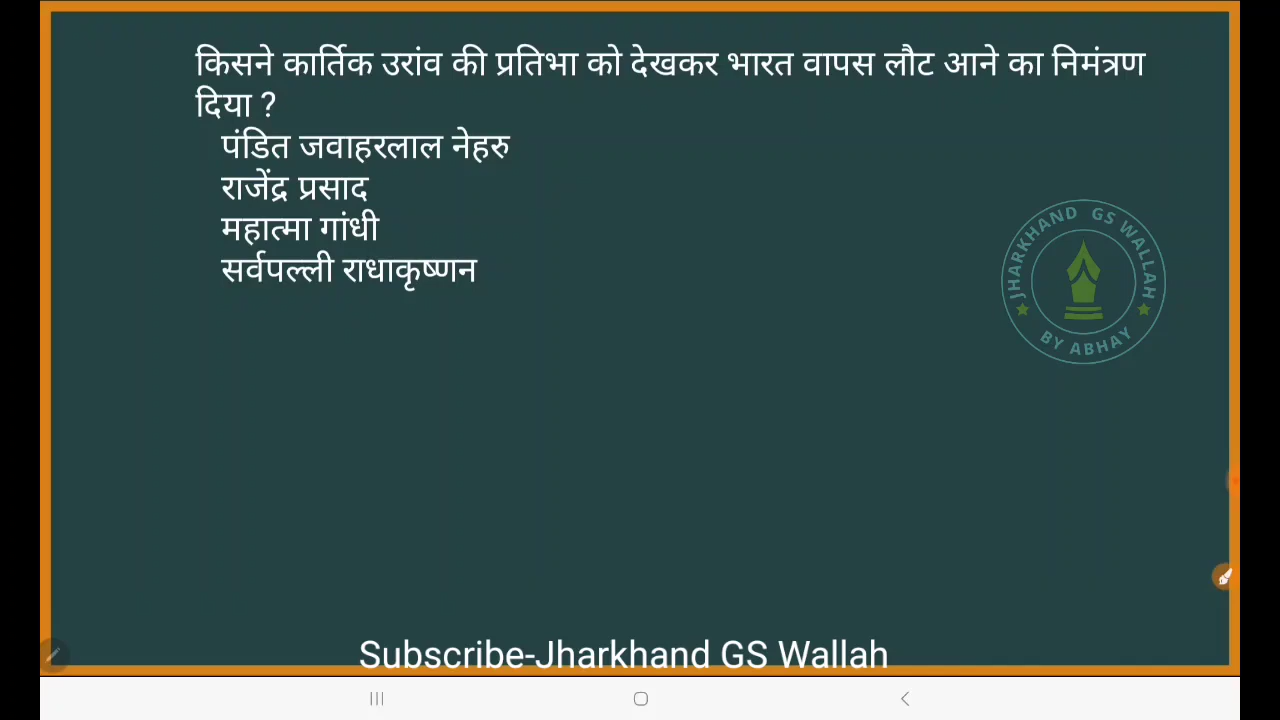 किसने कार्तिक उरांव की प्रतिभा को देखकर भारत वापस लौट आने का निमंत्रण
दिया ?
पंडित जवाहरलाल नेहरु
राजेंद्र प्रसाद
महात्मा गांधी
सर्वपल्ली राधाकृष्णन
JHARKHAND GS WALLAH
BY ABHAY
Subscribe-Jharkhand GS Wallah